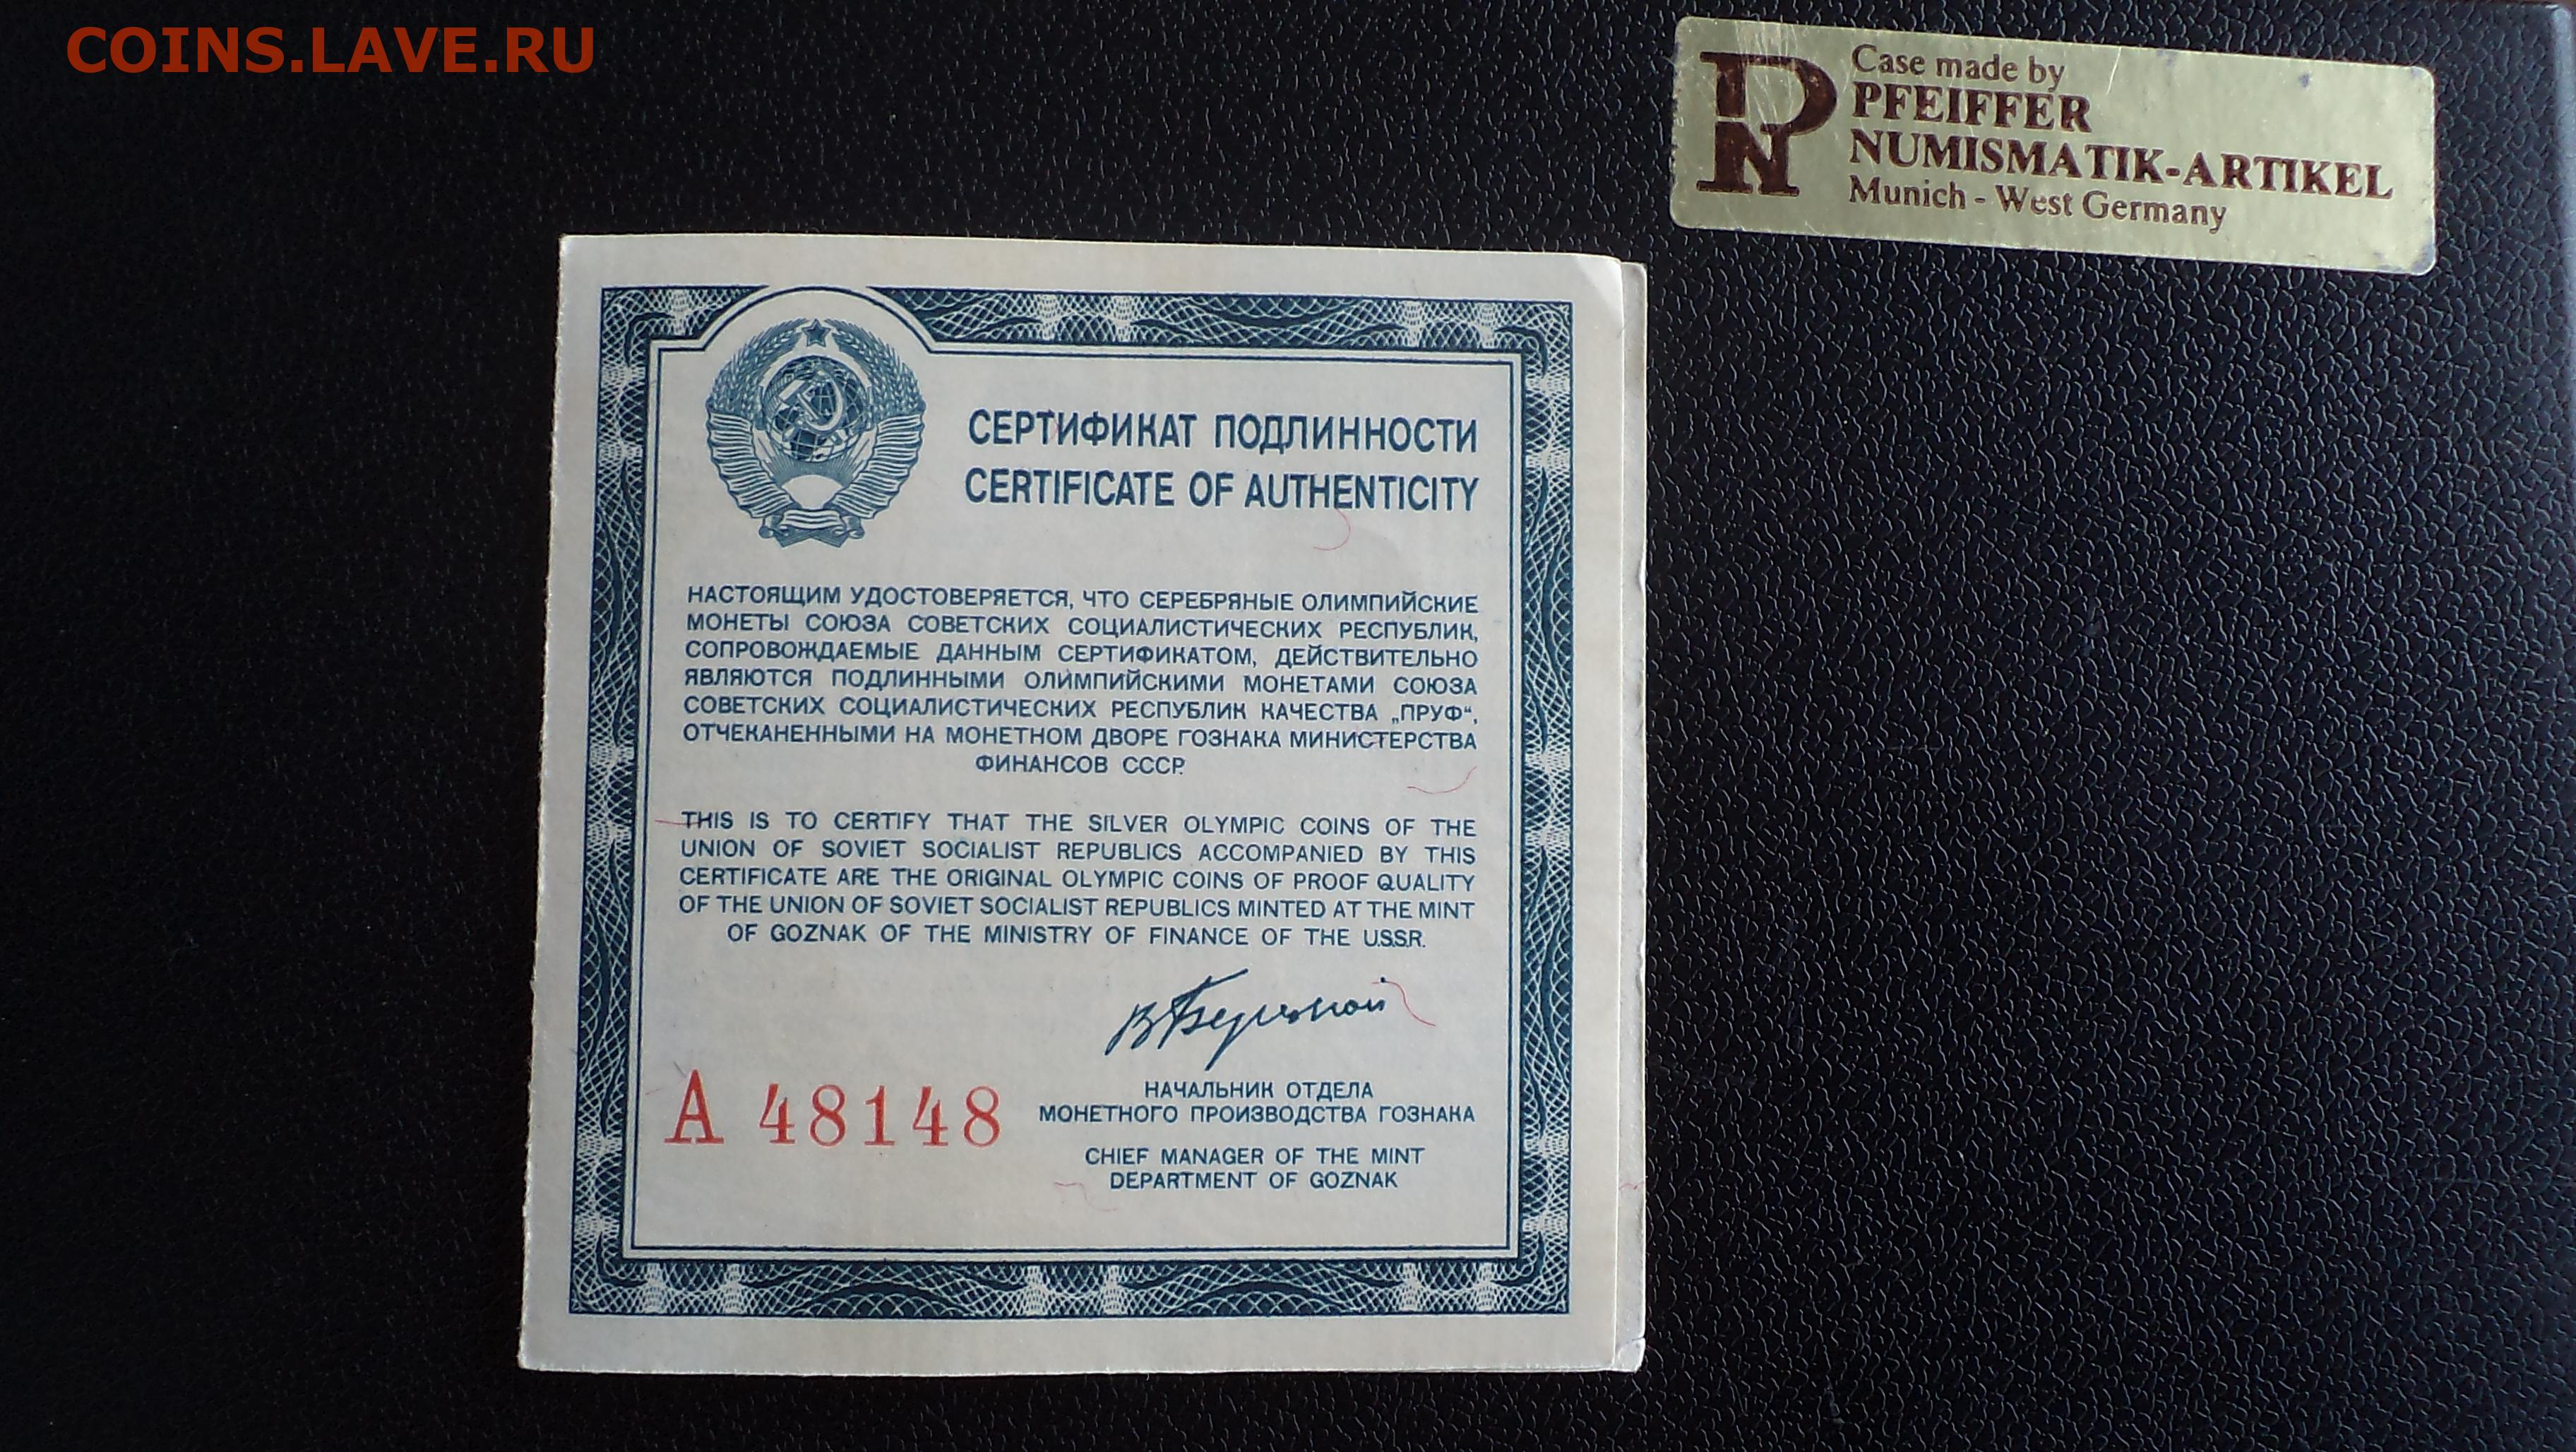 COINS.LAVE.RU
Case made by
PFEIFFER
NUMISMATIK-ARTIKEL
Munich - West Germany
PN
СЕРТИФИКАТ ПОДЛИННОСТИ
CERTIFICATE OF AUTHENTICITY
НАСТОЯЩИМ УДОСТОВЕРЯЕТСЯ, ЧТО СЕРЕБРЯНЫЕ ОЛИМПИЙСКИЕ
МОНЕТЫ СОЮЗА СОВЕТСКИХ СОЦИАЛИСТИЧЕСКИХ РЕСПУБЛИК,
СОПРОВОЖДАЕМЫЕ ДАННЫМ СЕРТИФИКАТОМ, ДЕЙСТВИТЕЛЬНО
ЯВЛЯЮТСЯ ПОДЛИННЫМИ ОЛИМПИЙСКИМИ МОНЕТАМИ СОЮЗА
СОВЕТСКИХ СОЦИАЛИСТИЧЕСКИХ РЕСПУБЛИК КАЧЕСТВА „ПРУФ“,
ОТЧЕКАНЕННЫМИ НА МОНЕТНОМ ДВОРЕ ГОЗНАКА МИНИСТЕРСТВА
ФИНАНСОВ СССР.
THIS IS TO CERTIFY THAT THE SILVER OLYMPIC COINS OF THE
UNION OF SOVIET SOCIALIST REPUBLICS ACCOMPANIED BY THIS
CERTIFICATE ARE THE ORIGINAL OLYMPIC COINS OF PROOF QUALITY
OF THE UNION OF SOVIET SOCIALIST REPUBLICS MINTED AT THE MINT
OF GOZNAK OF THE MINISTRY OF FINANCE OF THE U.S.S.R.
А 48148
НАЧАЛЬНИК ОТДЕЛА
МОНЕТНОГО ПРОИЗВОДСТВА ГОЗНАКА
CHIEF MANAGER OF THE MINT
DEPARTMENT OF GOZNAK